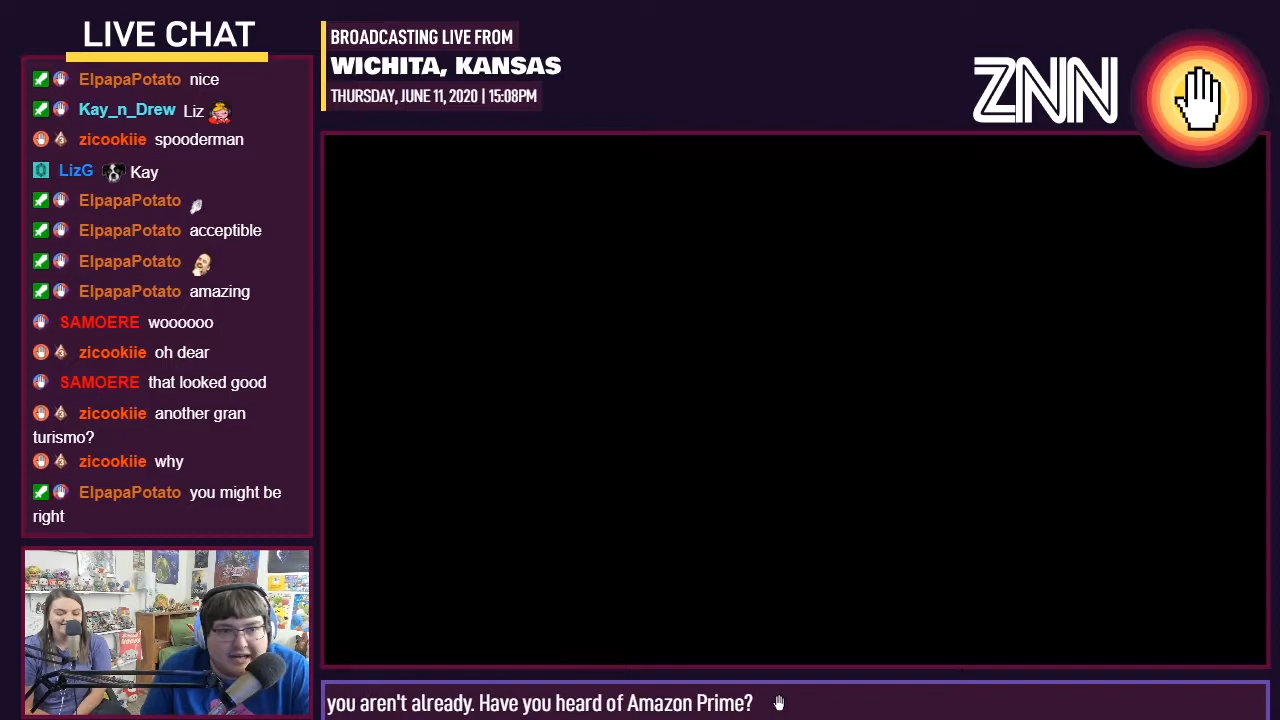 LIVE CHAT
ElpapaPotato nice
Kay_n_Drew Liz
zicookiie spooderman
LizG Kay
ElpapaPotato
ElpapaPotato acceptible
ElpapaPotato
ElpapaPotato amazing
SAMOERE woooooo
zicookiie oh dear
SAMOERE that looked good
zicookiie another gran
turismo?
zicookiie why
ElpapaPotato you might be
right
BROADCASTING LIVE FROM
WICHITA, KANSAS
THURSDAY, JUNE 11, 2020 | 15:08PM
ZNN
you aren't already. Have you heard of Amazon Prime?